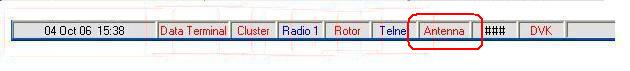 04 Oct 06 15:38 Data Terminal Cluster Radio 1 Rotor Telne Antenna ### DVK